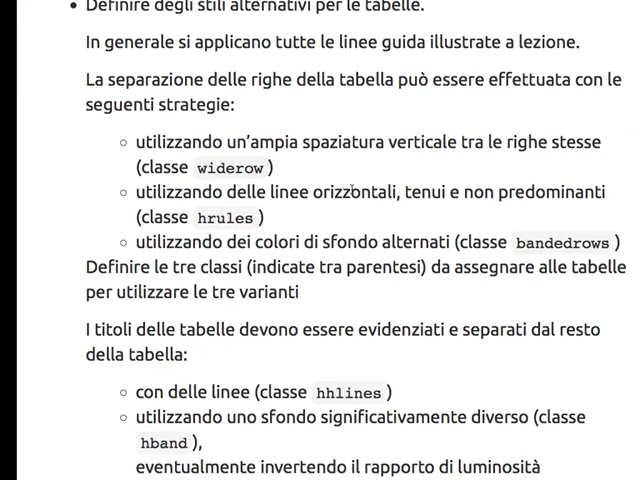 Definire degli stili alternativi per le tabelle.
In generale si applicano tutte le linee guida illustrate a lezione.
La separazione delle righe della tabella può essere effettuata con le
seguenti strategie:
utilizzando un'ampia spaziatura verticale tra le righe stesse
(classe widerow )
utilizzando delle linee orizzontali, tenui e non predominanti
(classe hrules )
utilizzando dei colori di sfondo alternati (classe bandedrows )
Definire le tre classi (indicate tra parentesi) da assegnare alle tabelle
per utilizzare le tre varianti
I titoli delle tabelle devono essere evidenziati e separati dal resto
della tabella:
con delle linee (classe hhlines )
utilizzando uno sfondo significativamente diverso (classe
hband ),
eventualmente invertendo il rapporto di luminosità